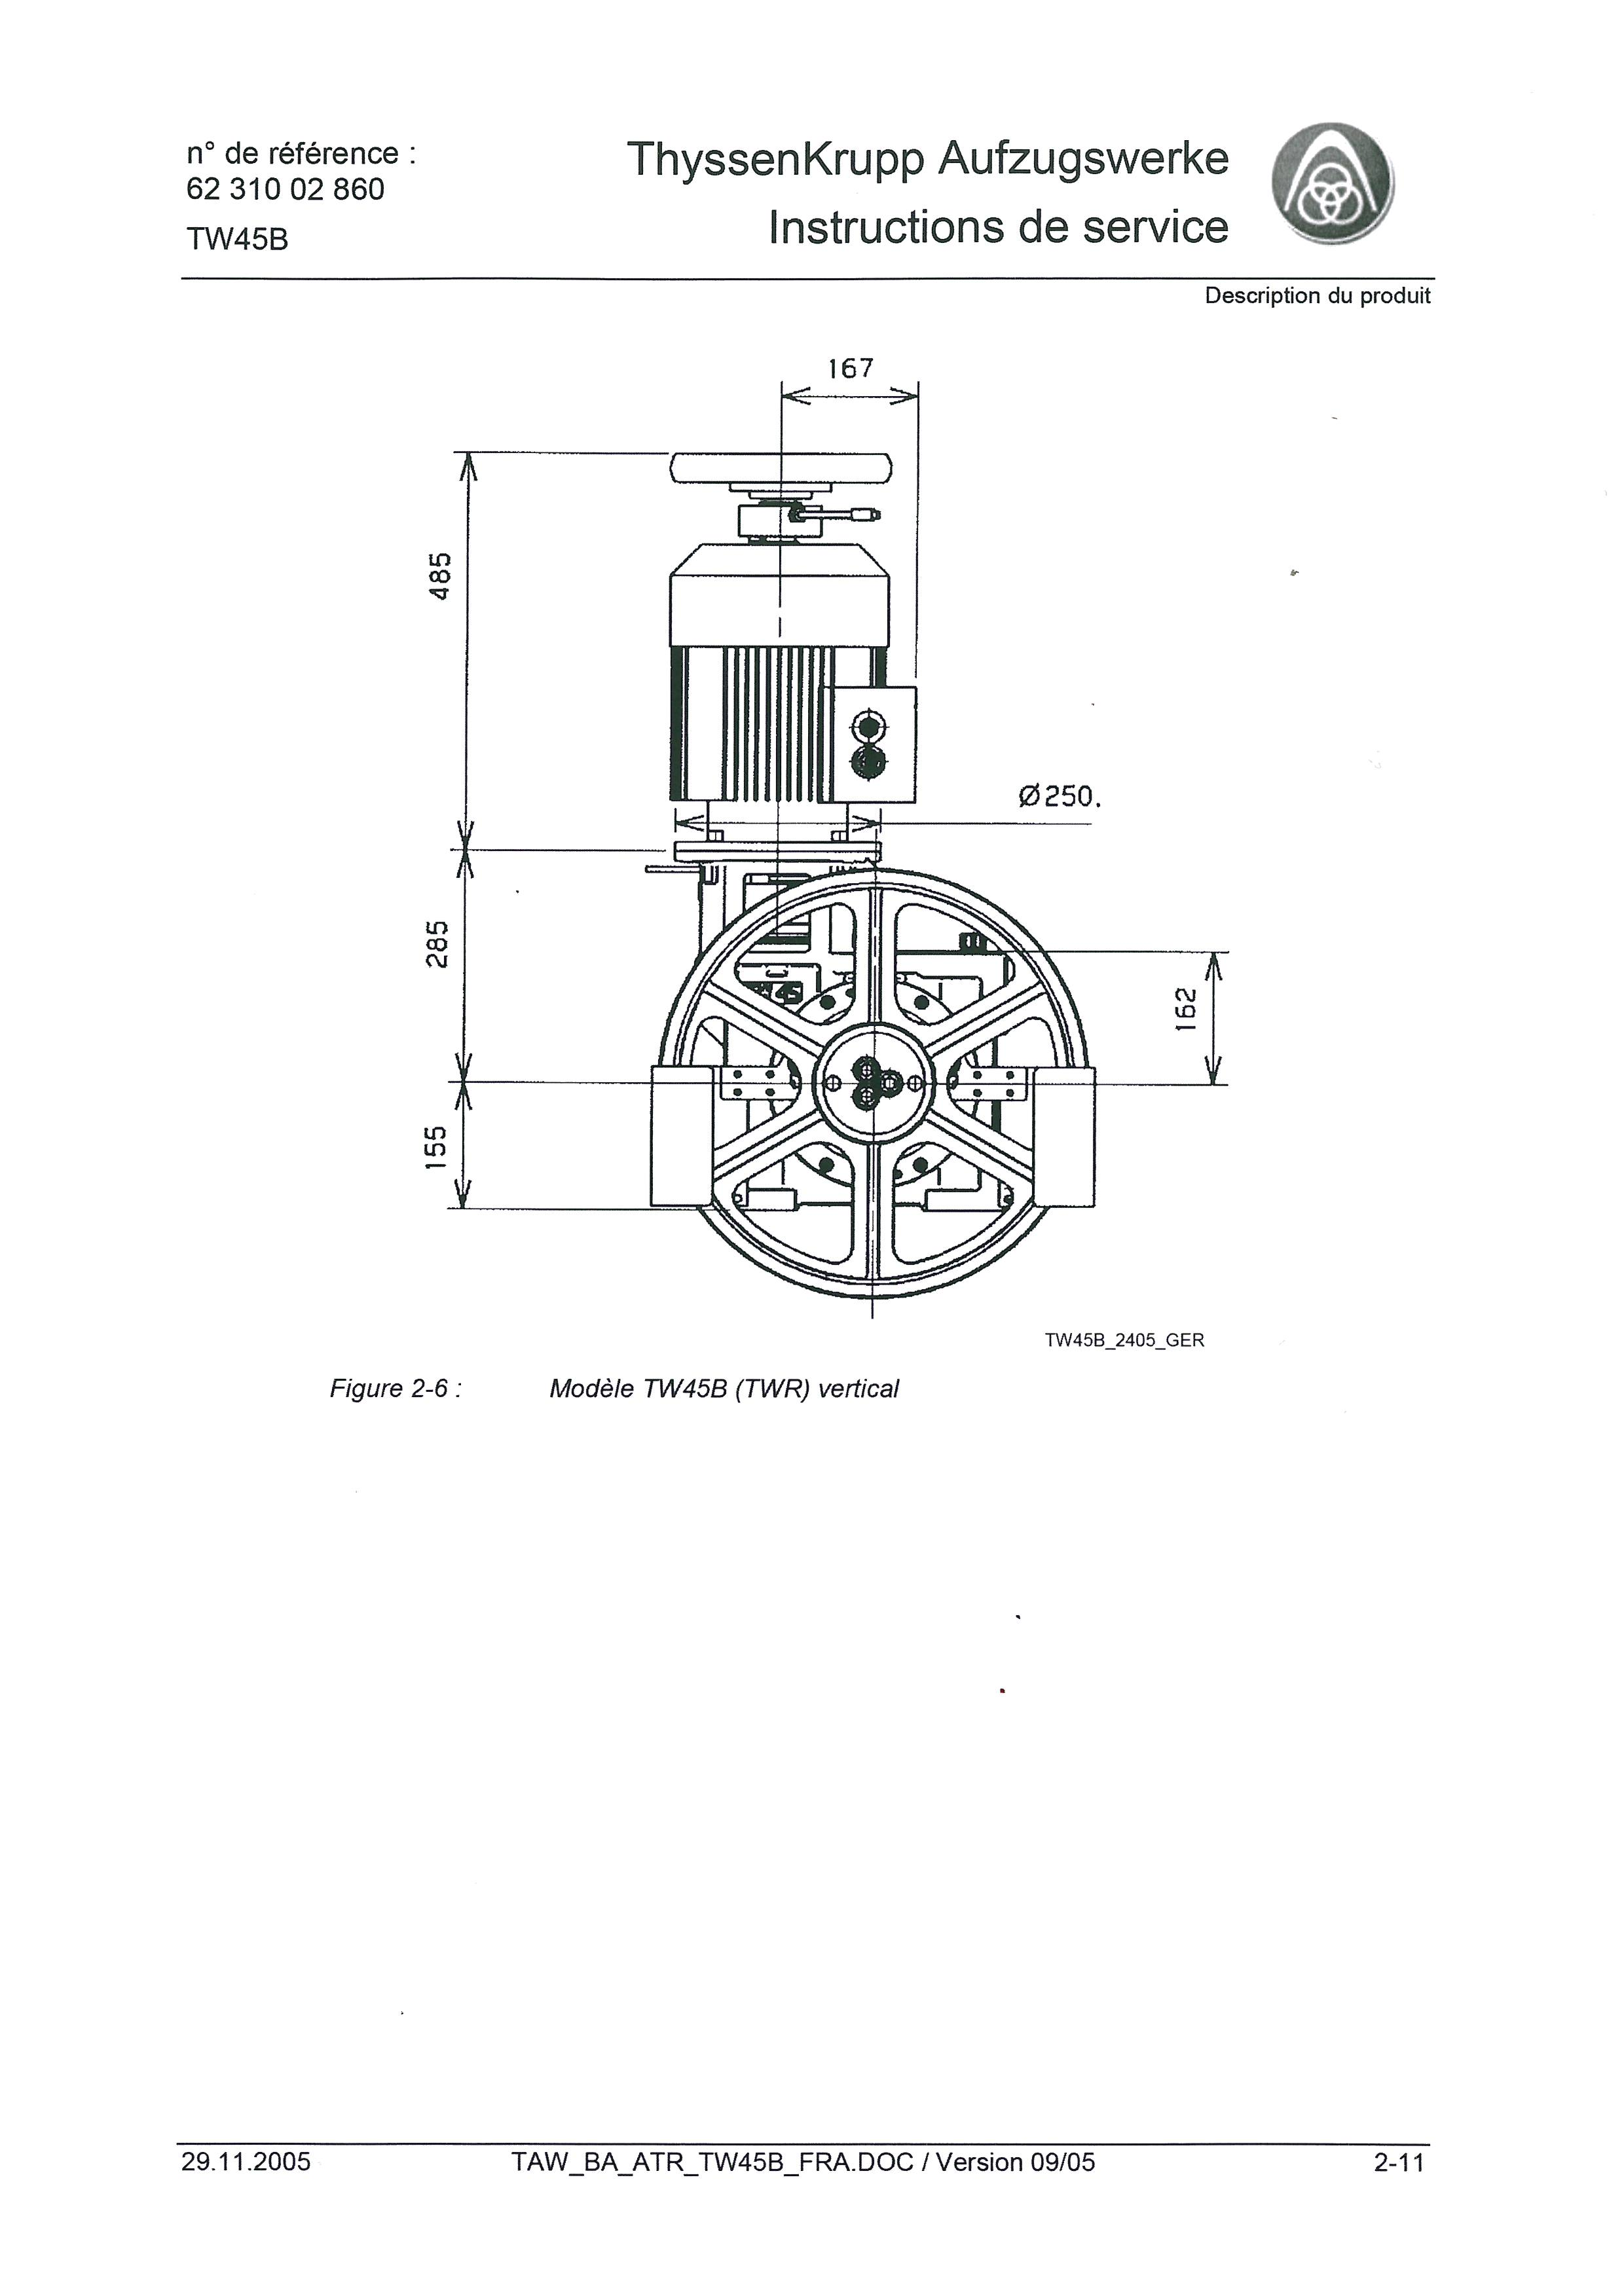 n° de référence :
62 310 02 860
TW45B
ThyssenKrupp Aufzugswerke
Instructions de service
Description du produit
167
485
Ø250.
285
162
45
155
TW45B_2405_GER
Figure 2-6 : Modèle TW45B (TWR) vertical
29.11.2005 TAW_BA_ATR_TW45B_FRA.DOC / Version 09/05 2-11